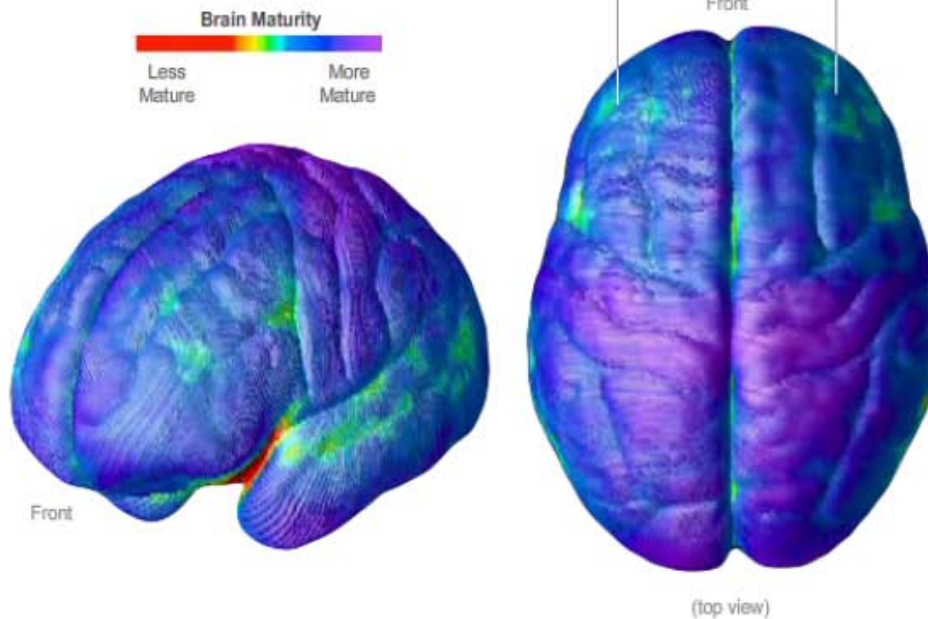 Brain Maturity
Less
Mature
More
Mature
Front
Front
(top view)